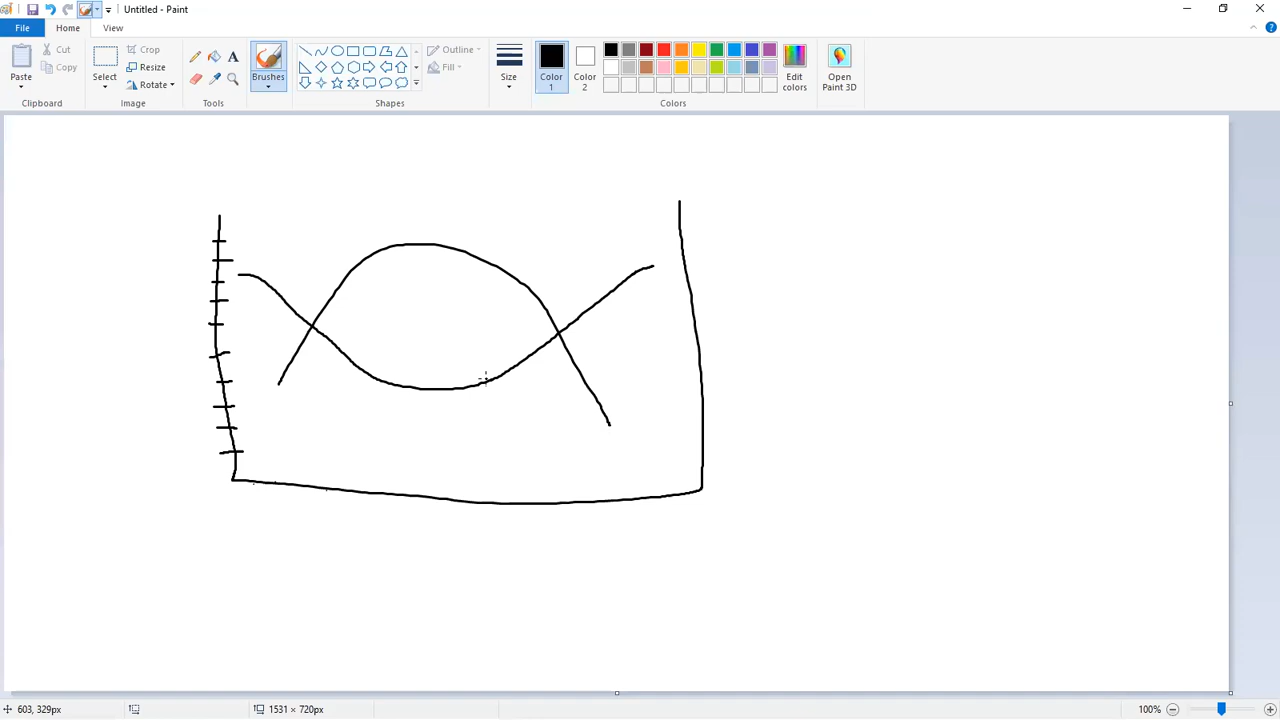 Untitled - Paint
File Home View
Paste
Cut
Copy
Clipboard
Select
Crop
Resize
Rotate
Image
A
Tools
Brushes
Outline
Fill
Shapes
Size
Color 1
Color 2
Edit colors
Colors
Open Paint 3D
603, 329px
1531 × 720px
100%